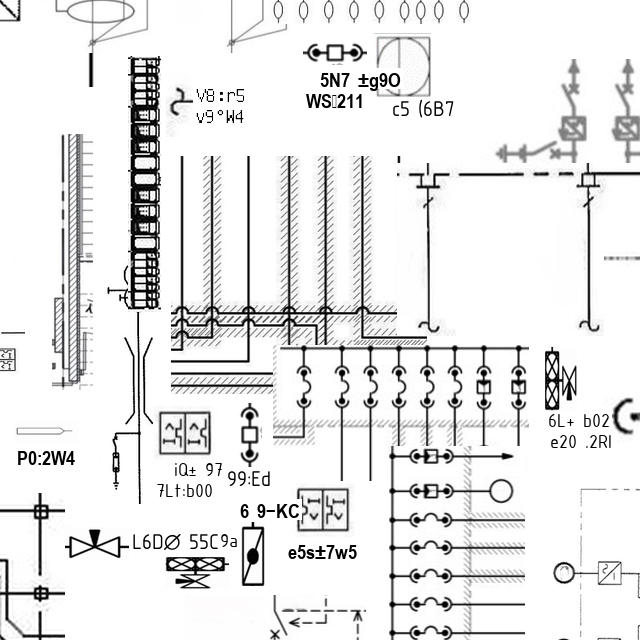 5N7 ±g9O
WS▯211
c5 (6B7
V8:r5
v9°W4
6L+ b02
e20 .2RI
P0:2W4
iQ± 97
7Lt:b00
99:Ed
6 9-KC
L6DØ 55C9a
e5s±7w5